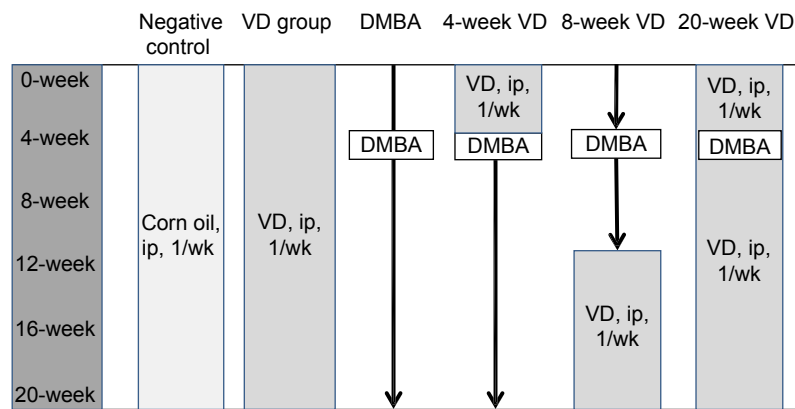 Negative control
VD group
DMBA
4-week VD
8-week VD
20-week VD
0-week
4-week
8-week
12-week
16-week
20-week
Corn oil,
ip, 1/wk
VD, ip,
1/wk
DMBA
VD, ip,
1/wk
DMBA
DMBA
VD, ip,
1/wk
VD, ip,
1/wk
DMBA
VD, ip,
1/wk